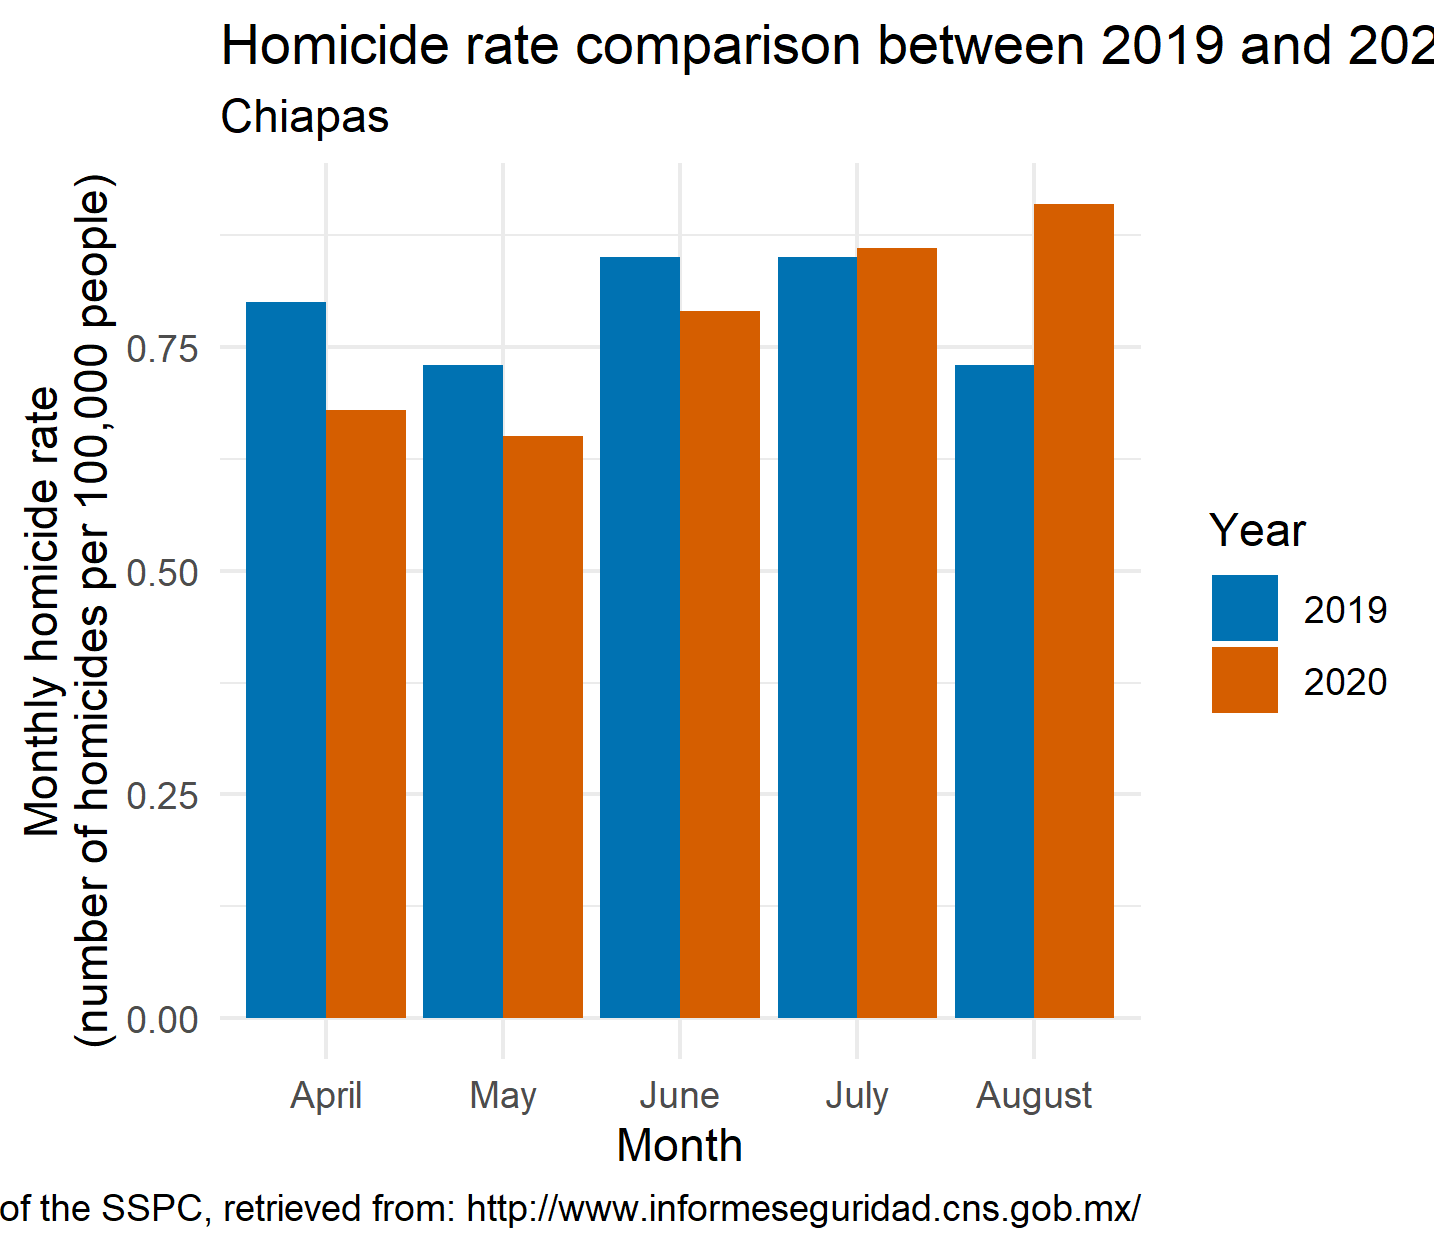 Homicide rate comparison between 2019 and 202
Chiapas
Monthly homicide rate
(number of homicides per 100,000 people)
0.75
0.50
0.25
0.00
April May June July August
Month
Year
2019
2020
of the SSPC, retrieved from: http://www.informeseguridad.cns.gob.mx/